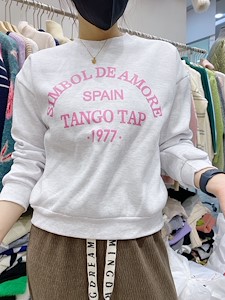 SIMBOL DE AMORE
SPAIN
TANGO TAP
·1977·